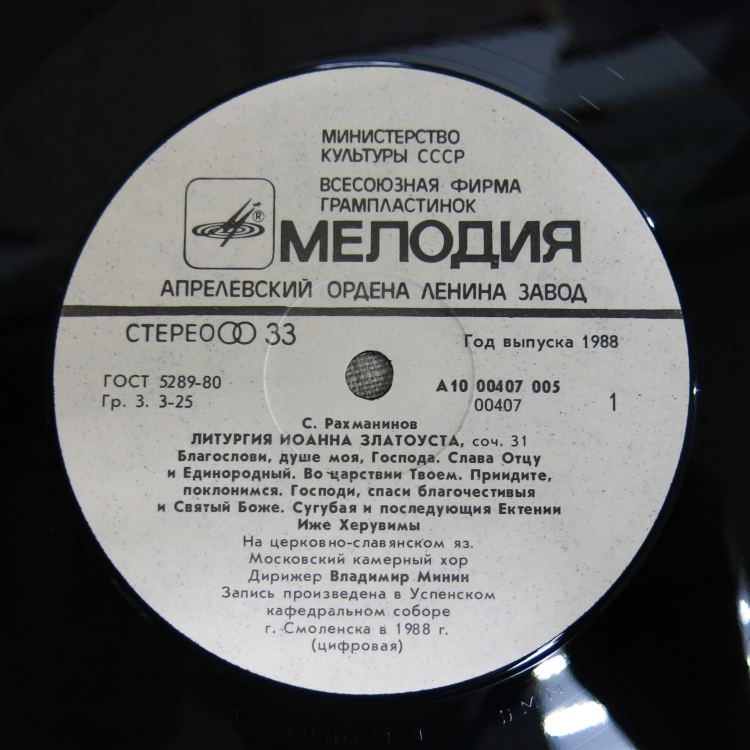 МИНИСТЕРСТВО
КУЛЬТУРЫ СССР
ВСЕСОЮЗНАЯ ФИРМА
ГРАМПЛАСТИНОК
®
МЕЛОДИЯ
АПРЕЛЕВСКИЙ ОРДЕНА ЛЕНИНА ЗАВОД
СТЕРЕО 33
Год выпуска 1988
ГОСТ 5289-80
Гр. 3. 3-25
А10 00407 005
00407
1
С. Рахманинов
ЛИТУРГИЯ ИОАННА ЗЛАТОУСТА, соч. 31
Благослови, душе моя, Господа. Слава Отцу
и Единородный. Во царствии Твоем. Приидите,
поклонимся. Господи, спаси благочестивыя
и Святый Боже. Сугубая и последующия Ектении
Иже Херувимы
На церковно-славянском яз.
Московский камерный хор
Дирижер Владимир Минин
Запись произведена в Успенском
кафедральном соборе
г. Смоленска в 1988 г.
(цифровая)